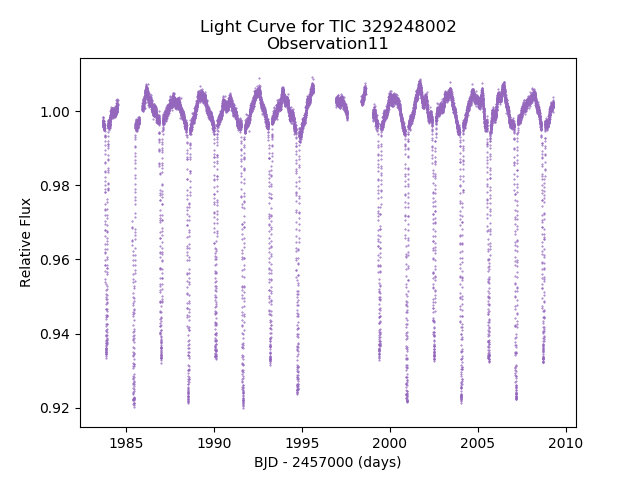 Light Curve for TIC 329248002
Observation11
Relative Flux
1.00
0.98
0.96
0.94
0.92
1985
1990
1995
2000
2005
2010
BJD - 2457000 (days)